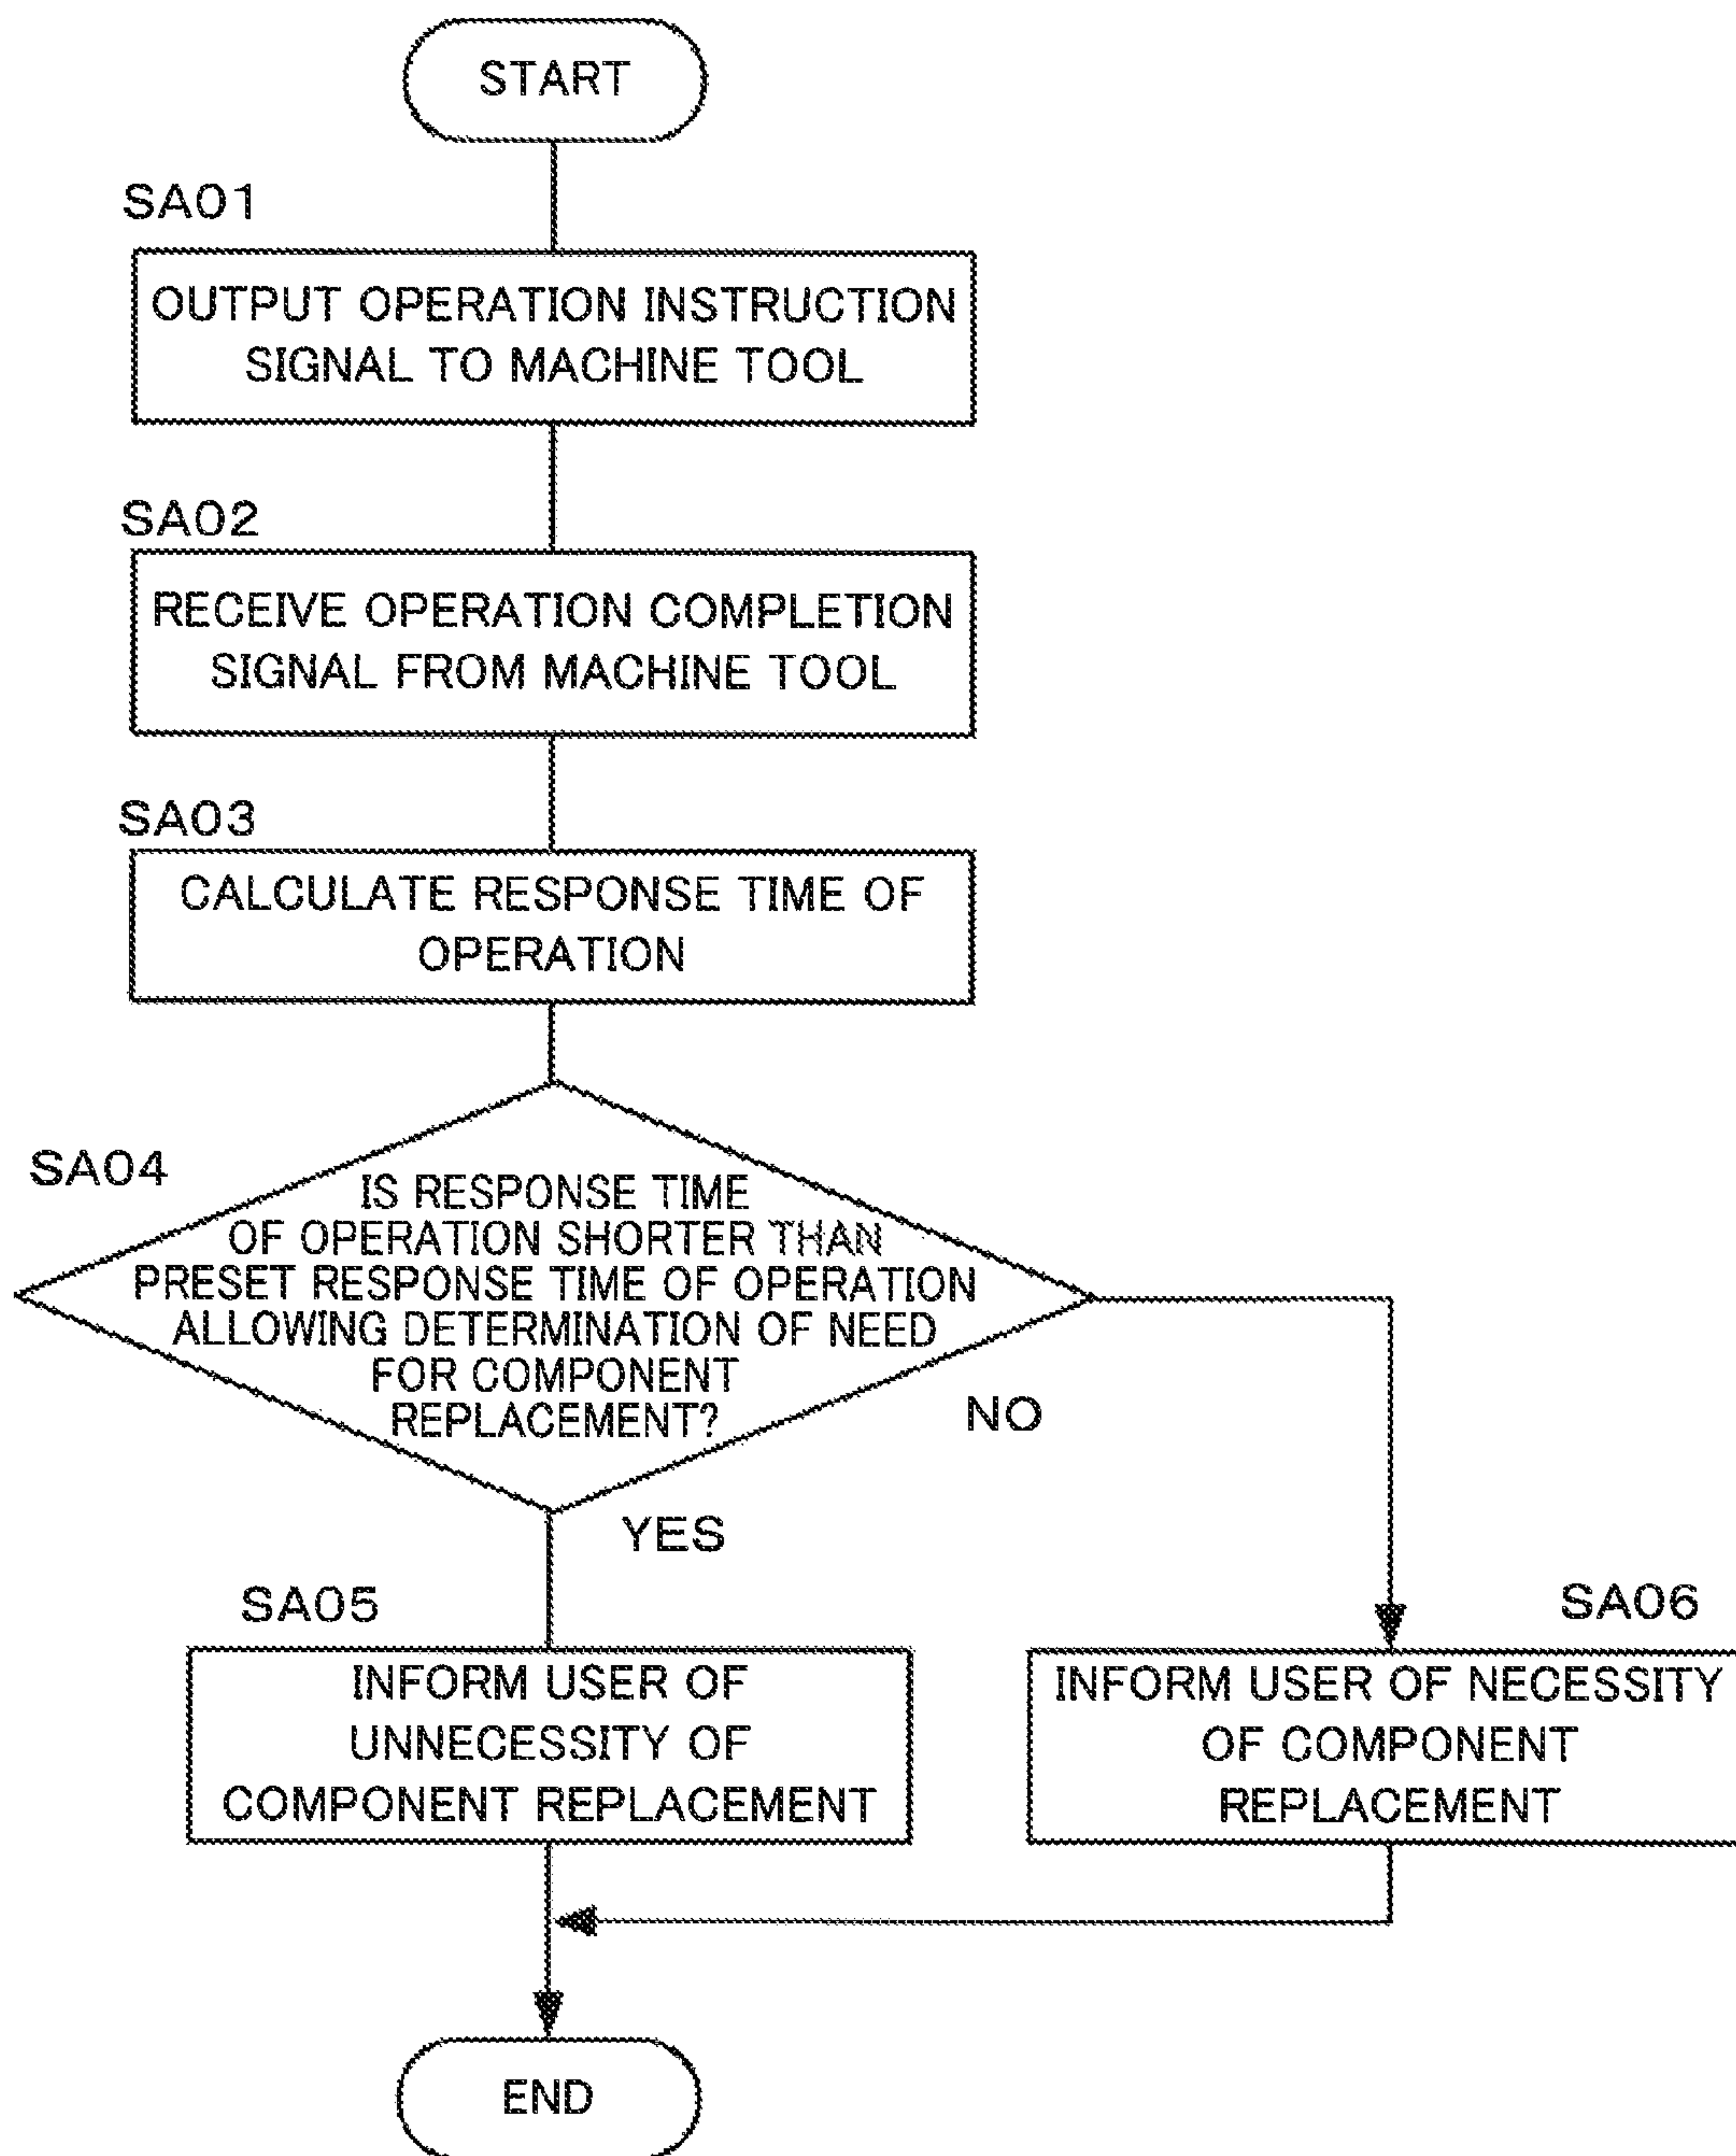 START
SA01
OUTPUT OPERATION INSTRUCTION
SIGNAL TO MACHINE TOOL
SA02
RECEIVE OPERATION COMPLETION
SIGNAL FROM MACHINE TOOL
SA03
CALCULATE RESPONSE TIME OF
OPERATION
SA04
IS RESPONSE TIME
OF OPERATION SHORTER THAN
PRESET RESPONSE TIME OF OPERATION
ALLOWING DETERMINATION OF NEED
FOR COMPONENT
REPLACEMENT?
NO
YES
SA05
INFORM USER OF
UNNECESSITY OF
COMPONENT REPLACEMENT
SA06
INFORM USER OF NECESSITY
OF COMPONENT
REPLACEMENT
END